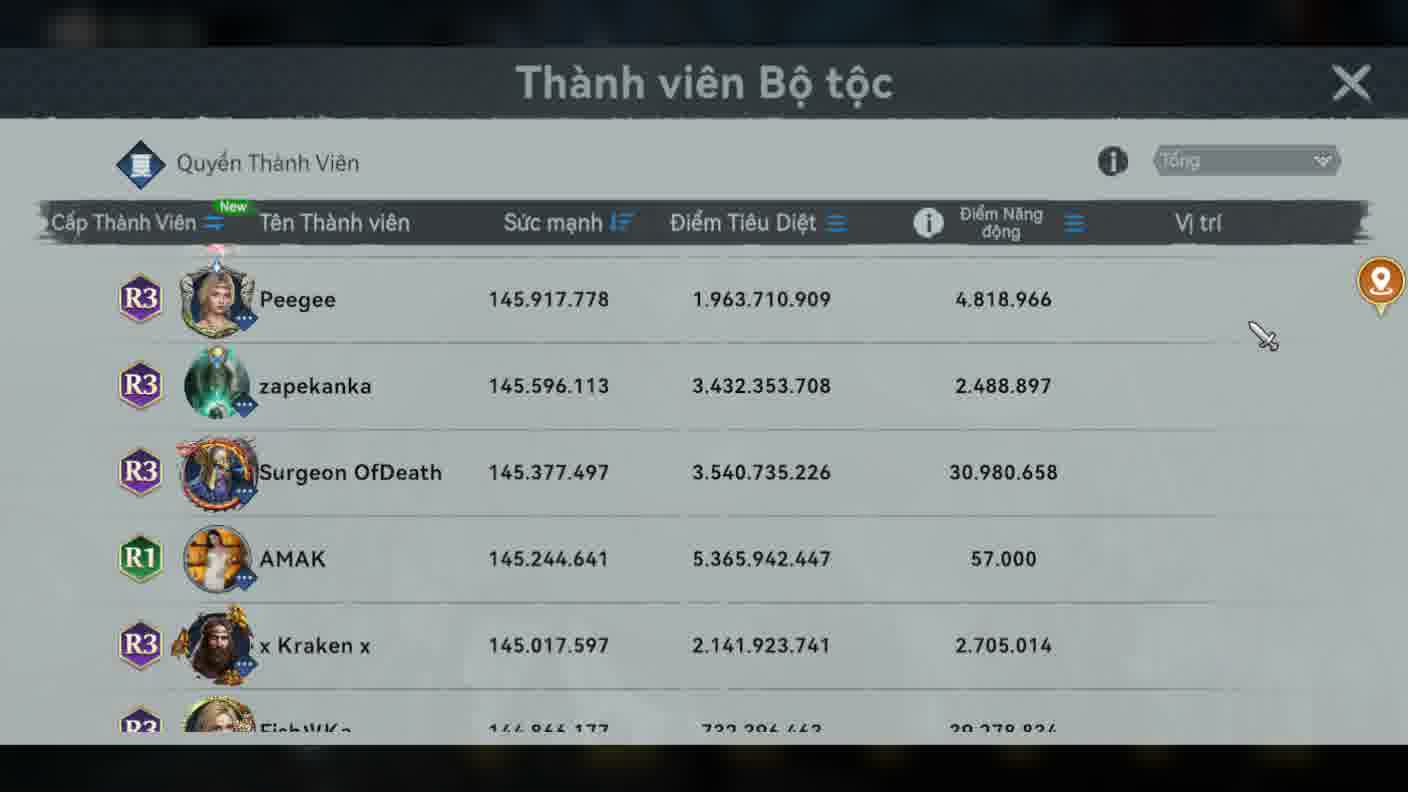 Thành viên Bộ tộc
Quyển Thành Viên
Tổng
Cấp Thành Viên New Tên Thành viên Sức mạnh Điểm Tiêu Diệt Điểm Năng động Vị trí
R3 Peegee 145.917.778 1.963.710.909 4.818.966
R3 zapekanka 145.596.113 3.432.353.708 2.488.897
R3 Surgeon OfDeath 145.377.497 3.540.735.226 30.980.658
R1 AMAK 145.244.641 5.365.942.447 57.000
R3 x Kraken x 145.017.597 2.141.923.741 2.705.014
R3